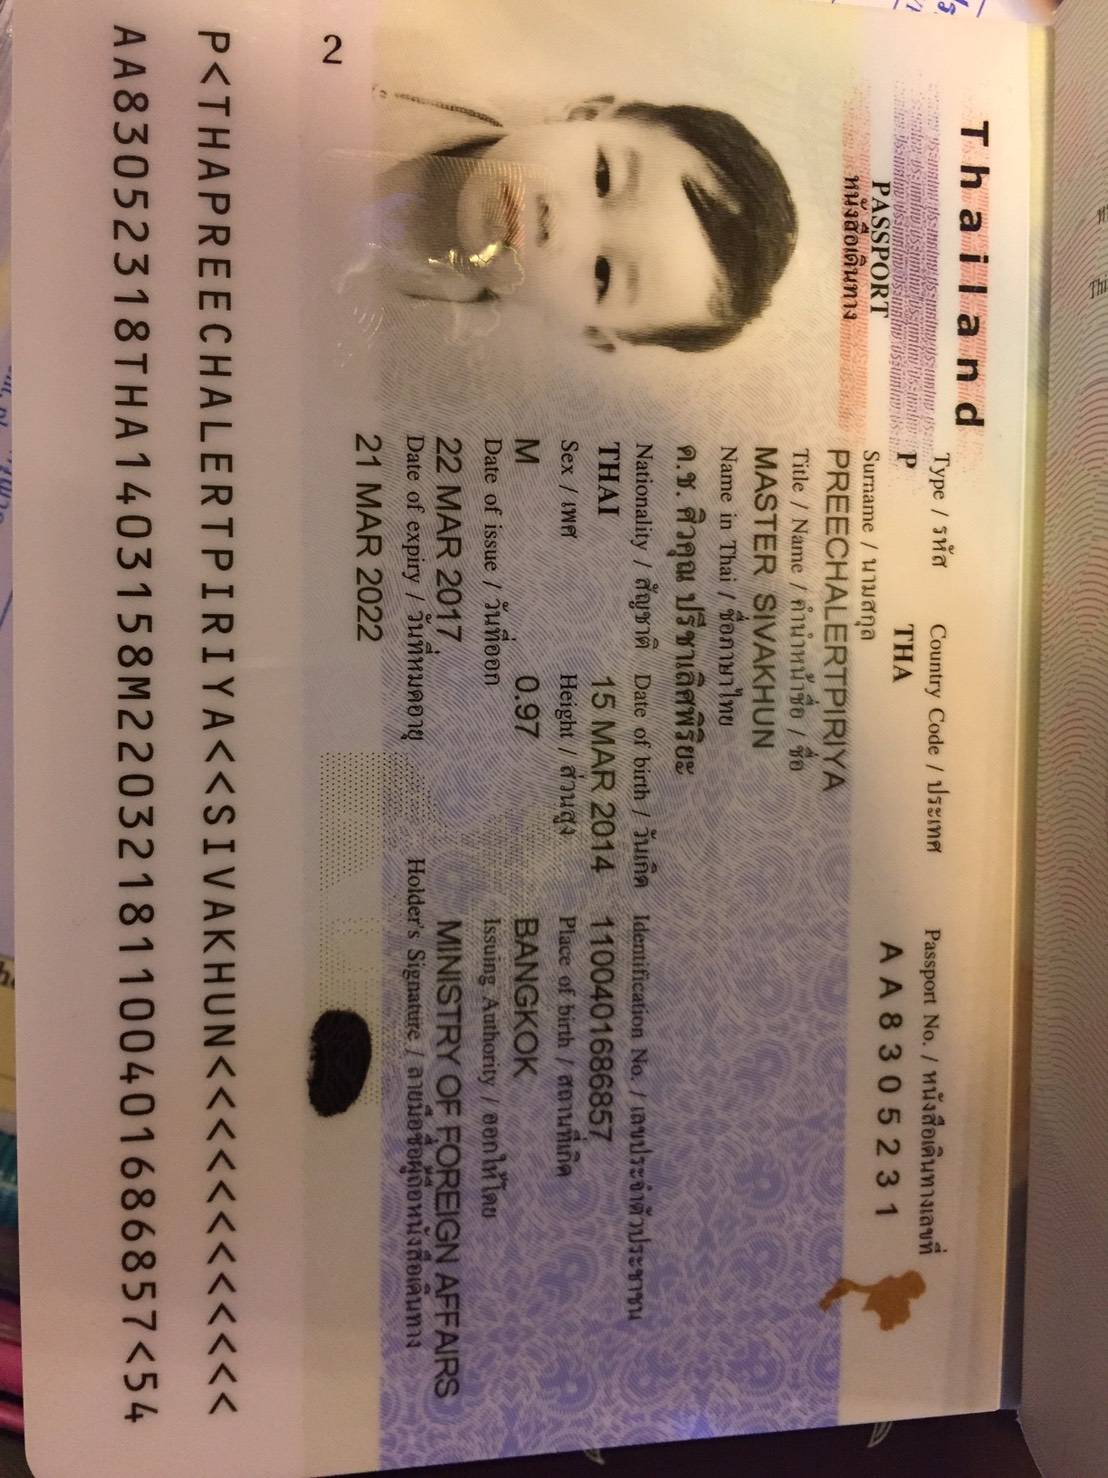 Thailand
PASSPORT
หนังสือเดินทาง
Type / รหัส Country Code / ประเทศ Passport No. / หนังสือเดินทางเลขที่
P THA AA8305231
Surname / นามสกุล
PREECHALERTPIRIYA
Title / Name / คำนำหน้าชื่อ / ชื่อ
MASTER SIVAKHUN
Name in Thai / ชื่อภาษาไทย
ด.ช. ศิวคุณ ปรีชาเลิศพิริยะ
Nationality / สัญชาติ Date of birth / วันเกิด Identification No. / เลขประจำตัวประชาชน
THAI 15 MAR 2014 1100401686857
Sex / เพศ Height / ส่วนสูง Place of birth / สถานที่เกิด
M 0.97 BANGKOK
Date of issue / วันที่ออก Issuing Authority / ออกให้โดย
22 MAR 2017 MINISTRY OF FOREIGN AFFAIRS
Date of expiry / วันที่หมดอายุ Holder's Signature / ลายมือชื่อผู้ถือหนังสือเดินทาง
21 MAR 2022
2
P<THAPREECHALERTPIRIYA<<SIVAKHUN<<<<<<<<<<<<
AA83052318THA1403158M22032181100401686857<54